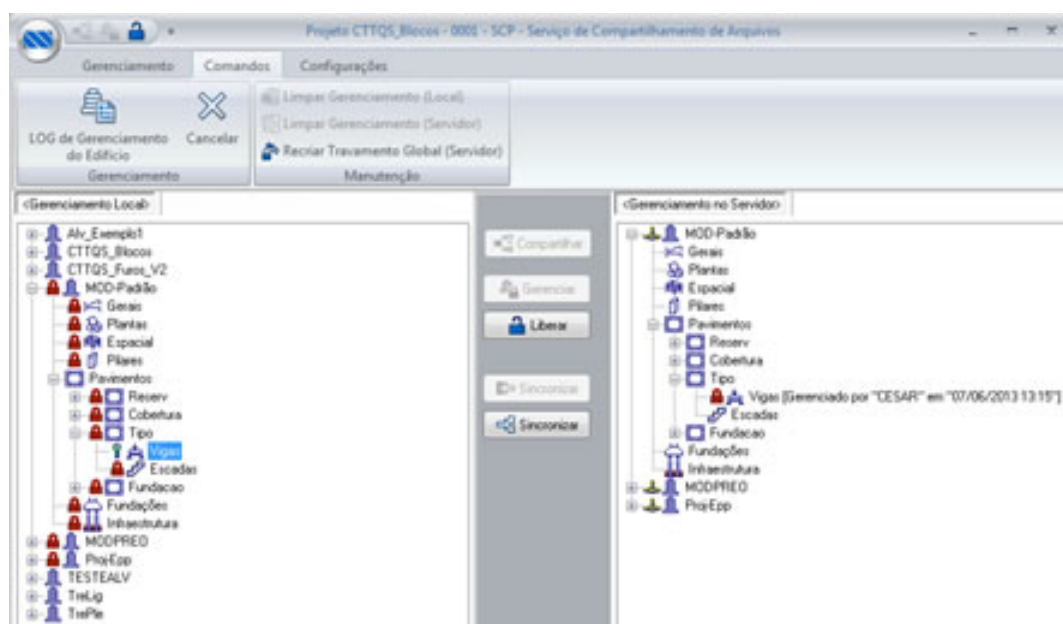 Projeto CTTQS_Blocos - 0001 - SCP - Serviço de Compartilhamento de Arquivos
Gerenciamento Comandos Configurações
LOG de Gerenciamento do Edifício
Cancelar
Gerenciamento
Limpar Gerenciamento (Local)
Limpar Gerenciamento (Servidor)
Recriar Travamento Global (Servidor)
Manutenção
<Gerenciamento Local>
Alv_Exemplo1
CTTQS_Blocos
CTTQS_Furos_V2
MOD-Padrão
Gerais
Plantas
Espacial
Pilares
Pavimentos
Reserv
Cobertura
Tipo
Vigas
Escadas
Fundacao
Fundações
Infraestrutura
MODPREO
Proj-Epp
TESTEALV
TreLig
TrePle
Compartilhar
Gerenciar
Liberar
Sincronizar
Sincronizar
<Gerenciamento no Servidor>
MOD-Padrão
Gerais
Plantas
Espacial
Pilares
Pavimentos
Reserv
Cobertura
Tipo
Vigas [Gerenciado por "CESAR" em "07/06/2013 13:15"]
Escadas
Fundacao
Fundações
Infraestrutura
MODPREO
Proj-Epp